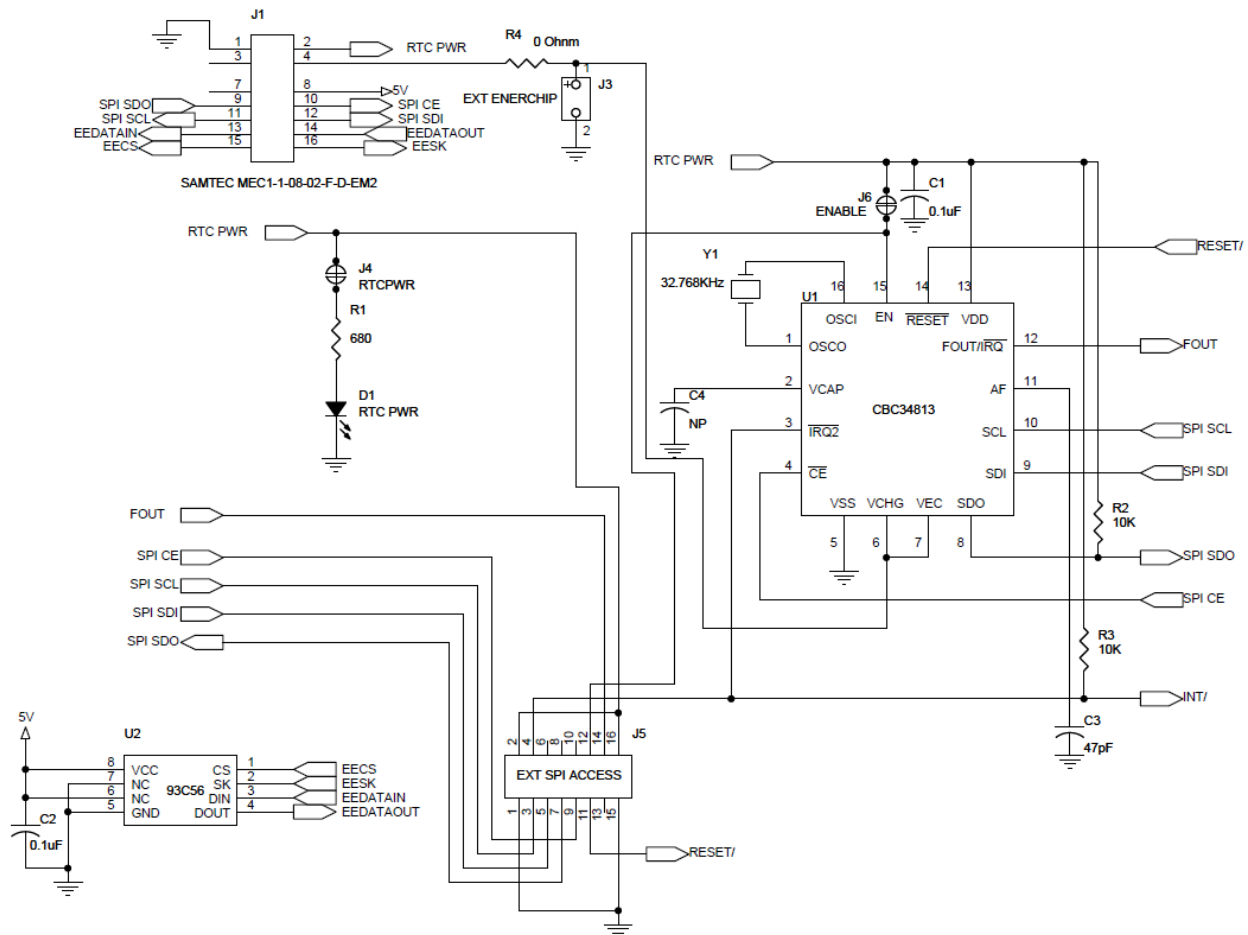 J1
1
2
RTC PWR
3
4
R4
0 Ohnm
1
+
J3
EXT ENERCHIP
2
7
8
5V
SPI SDO
9
10
SPI CE
SPI SCL
11
12
SPI SDI
EEDATAIN
13
14
EEDATAOUT
EECS
15
16
EESK
SAMTEC MEC1-1-08-02-F-D-EM2
RTC PWR
J6
ENABLE
C1
0.1uF
RTC PWR
J4
RTCPWR
R1
680
D1
RTC PWR
Y1
32.768KHz
RESET/
U1
16
15
14
13
OSCI
EN
RESET
VDD
1
OSCO
FOUT/IRQ
12
FOUT
2
VCAP
AF
11
C4
NP
CBC34813
3
IRQ2
SCL
10
SPI SCL
4
CE
SDI
9
SPI SDI
VSS
VCHG
VEC
SDO
5
6
7
8
R2
10K
SPI SDO
SPI CE
R3
10K
INT/
C3
47pF
FOUT
SPI CE
SPI SCL
SPI SDI
SPI SDO
J5
2
4
6
8
10
12
14
16
EXT SPI ACCESS
1
3
5
7
9
11
13
15
RESET/
5V
U2
8
VCC
CS
1
EECS
7
NC
93C56
SK
2
EESK
6
NC
DIN
3
EEDATAIN
5
GND
DOUT
4
EEDATAOUT
C2
0.1uF